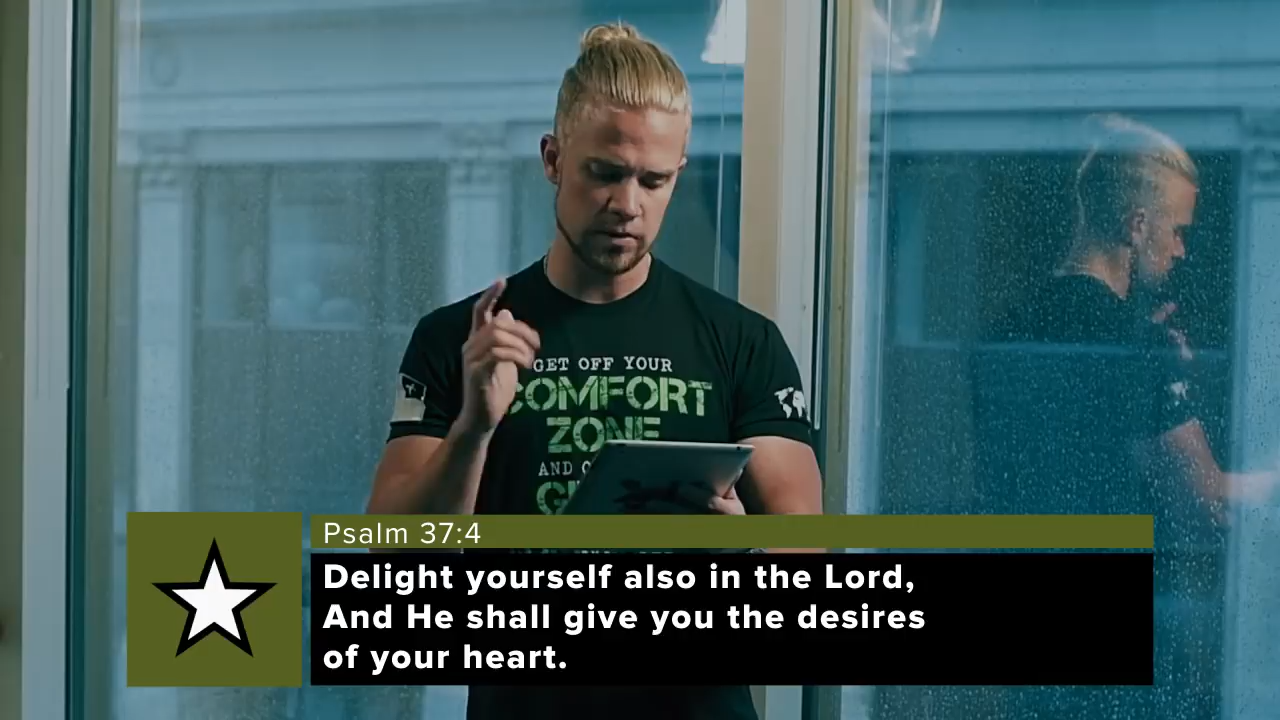 GET OFF YOUR
COMFORT
ZONE
AND
Psalm 37:4
Delight yourself also in the Lord,
And He shall give you the desires
of your heart.